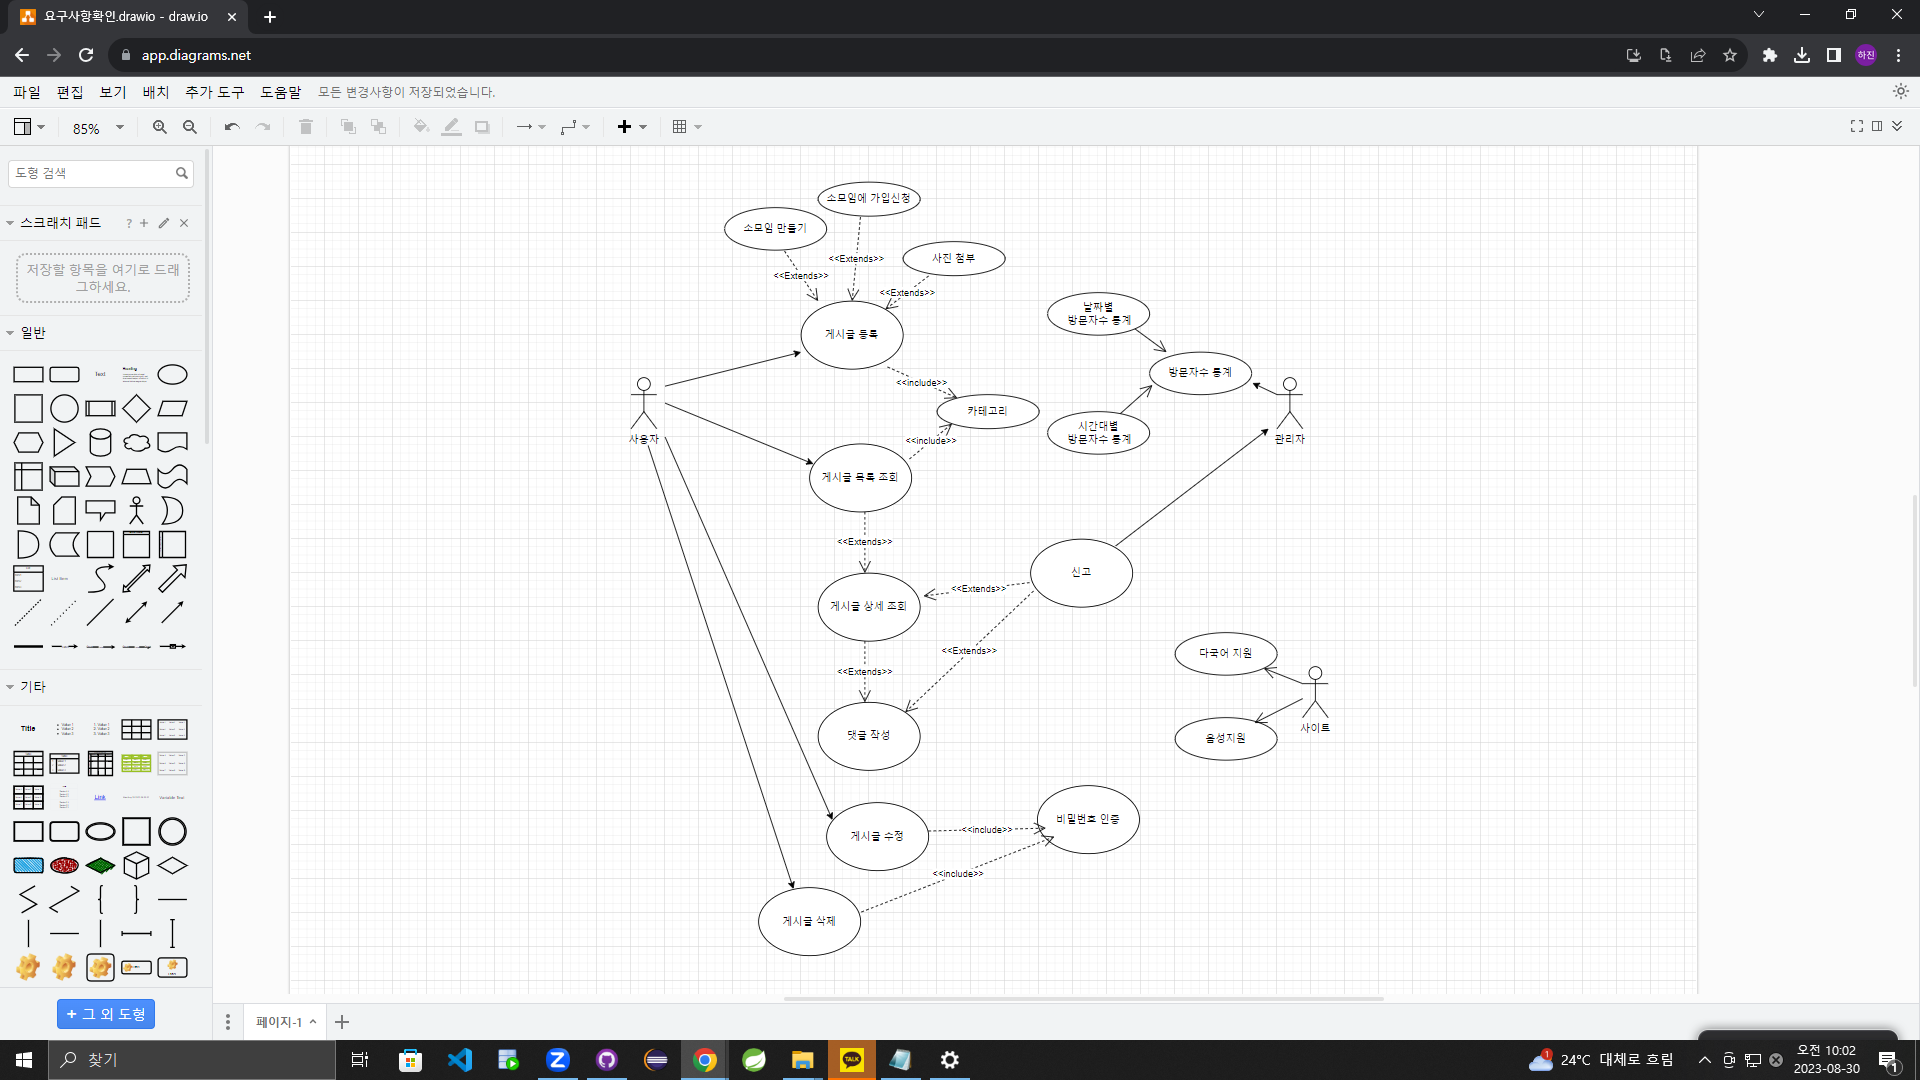 요구사항확인.drawio - draw.io
app.diagrams.net
하진
파일 편집 보기 배치 추가 도구 도움말 모든 변경사항이 저장되었습니다.
85%
도형 검색
스크래치 패드
저장할 항목을 여기로 드래
그하세요.
일반
Text
Heading
List Item
기타
Title
Link
+ 그 외 도형
소모임에 가입신청
소모임 만들기
사진 첨부
<<Extends>>
<<Extends>>
<<Extends>>
게시글 등록
날짜별
방문자수 통계
방문자수 통계
<<include>>
카테고리
시간대별
방문자수 통계
사용자
관리자
<<include>>
게시글 목록 조회
<<Extends>>
신고
<<Extends>>
게시글 상세 조회
<<Extends>>
<<Extends>>
다국어 지원
사이트
음성지원
댓글 작성
비밀번호 인증
<<include>>
게시글 수정
<<include>>
게시글 삭제
페이지-1
찾기
TALK
1
24°C 대체로 흐림
오전 10:02
2023-08-30
1